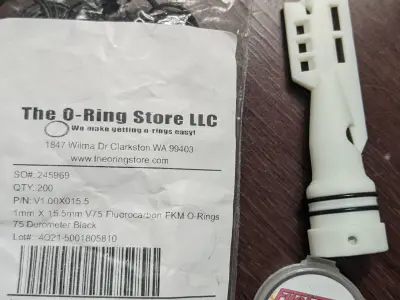 The O-Ring Store LLC
We make getting o-rings easy!
1847 Wilma Dr Clarkston WA 99403
www.theoringstore.com
SO#: 245969
QTY: 200
P/N: V1.00X015.5
1mm X 15.5mm V75 Fluorocarbon FKM O-Rings
75 Durometer Black
Lot#: 4Q21-5001805810